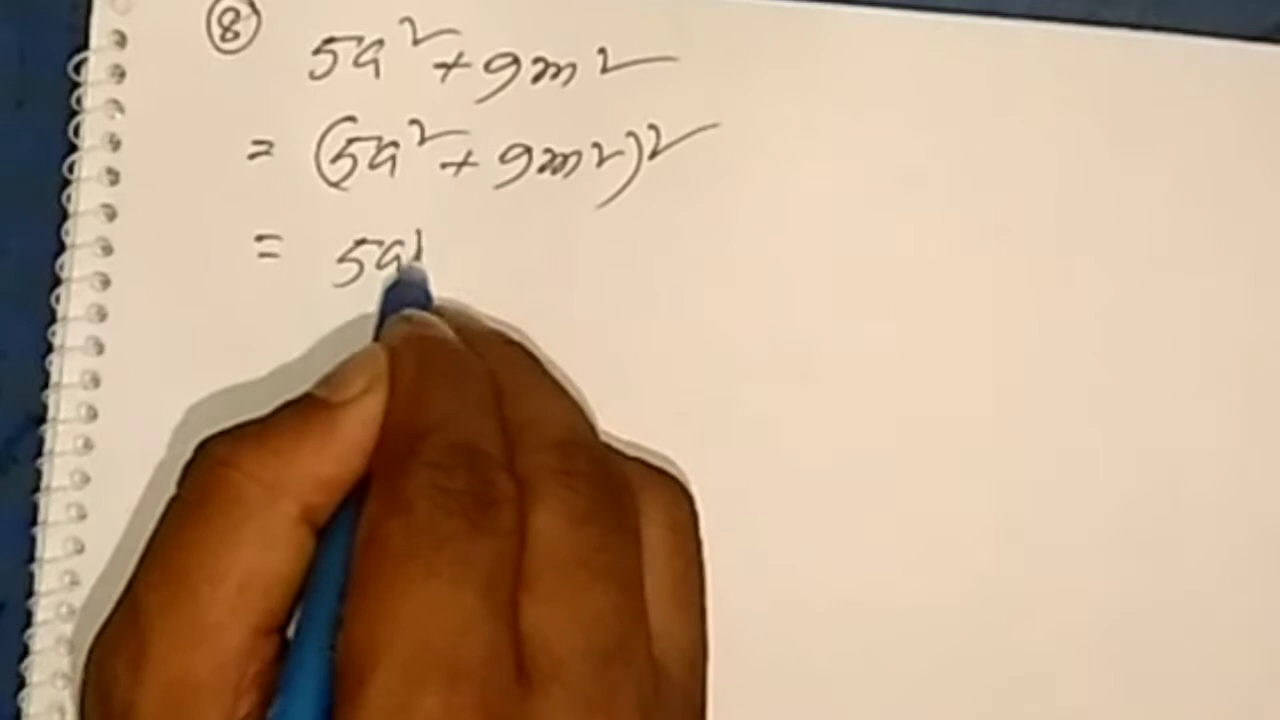 ⑧ 5a² + 9m²
= (5a² + 9m²)²
= 5a